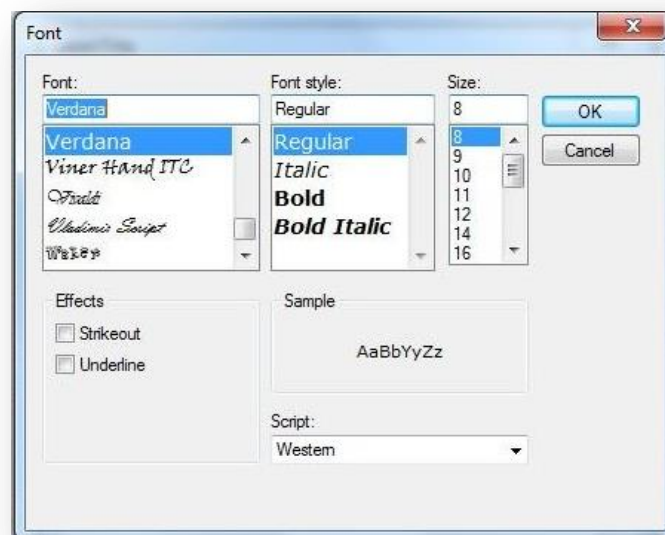 Font
Font:
Verdana
Verdana
Viner Hand ITC
Vivaldi
Vladimir Script
Font style:
Regular
Regular
Italic
Bold
Bold Italic
Size:
8
8
9
10
11
12
14
16
OK
Cancel
Effects
Strikeout
Underline
Sample
AaBbYyZz
Script:
Western